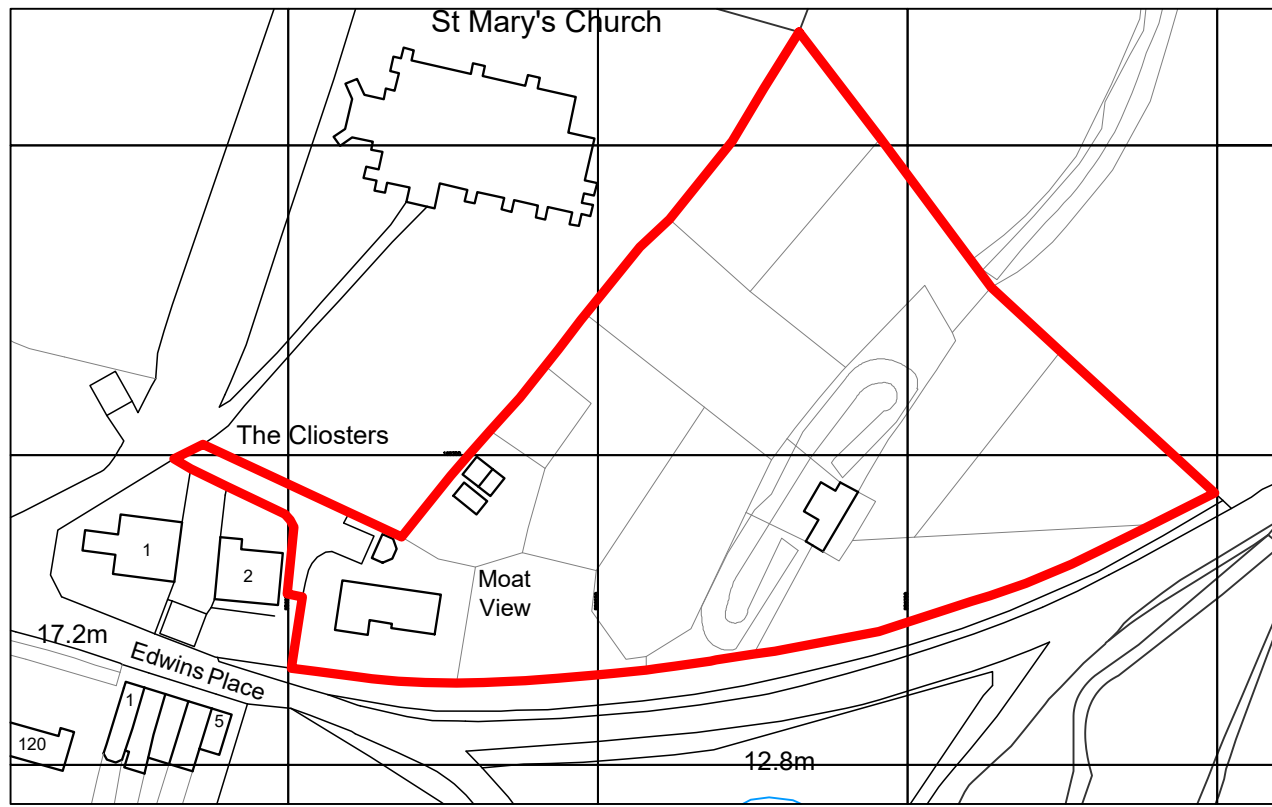 St Mary's Church
The Cliosters
1
2
Moat
View
17.2m
Edwins Place
1
5
120
12.8m